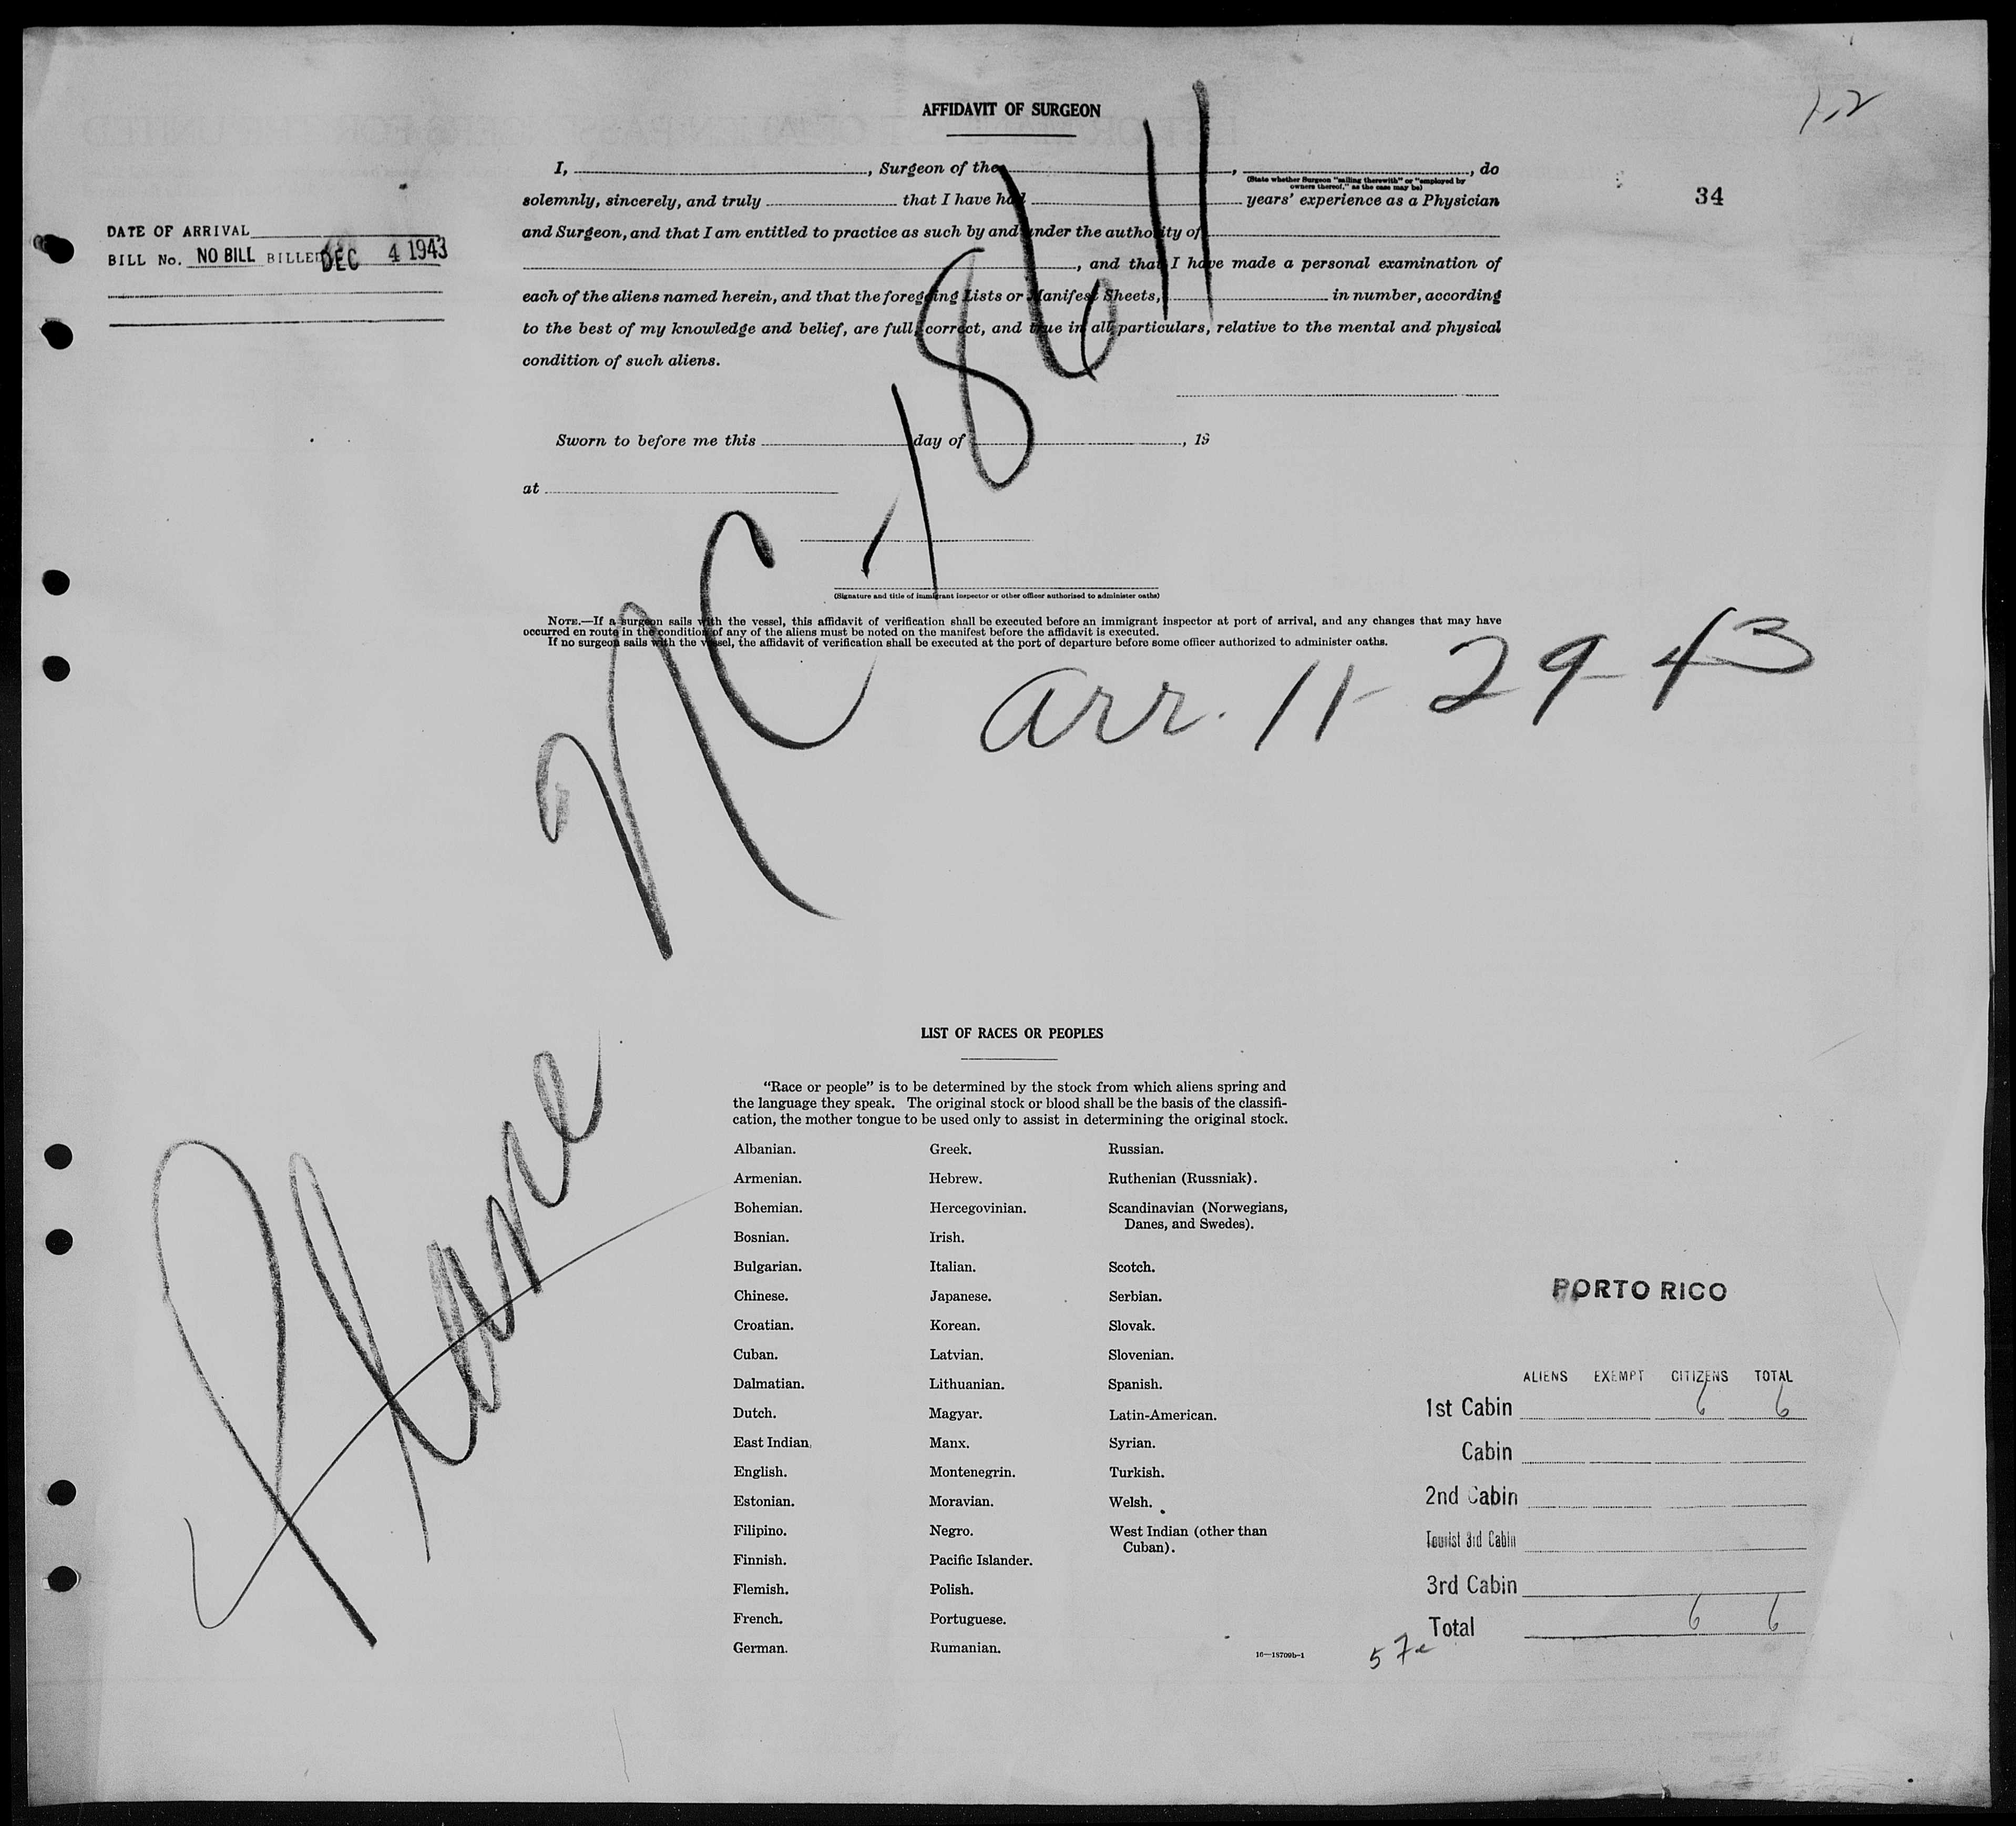 AFFIDAVIT OF SURGEON
1,2
34
I, , Surgeon of the , , do
(State whether Surgeon "sailing therewith" or "employed by
owners thereof," as the case may be)
solemnly, sincerely, and truly that I have had years' experience as a Physician
and Surgeon, and that I am entitled to practice as such by and under the authority of
, and that I have made a personal examination of
each of the aliens named herein, and that the foregoing Lists or Manifest Sheets, in number, according
to the best of my knowledge and belief, are full, correct, and true in all particulars, relative to the mental and physical
condition of such aliens.
DATE OF ARRIVAL
BILL No. NO BILL BILLED DEC 4 1943
Sworn to before me this day of , 19
at
(Signature and title of immigrant inspector or other officer authorized to administer oaths)
NOTE.—If a surgeon sails with the vessel, this affidavit of verification shall be executed before an immigrant inspector at port of arrival, and any changes that may have
occurred en route in the condition of any of the aliens must be noted on the manifest before the affidavit is executed.
If no surgeon sails with the vessel, the affidavit of verification shall be executed at the port of departure before some officer authorized to administer oaths.
NC 18611
arr. 11-29-43
Plane
LIST OF RACES OR PEOPLES
"Race or people" is to be determined by the stock from which aliens spring and
the language they speak. The original stock or blood shall be the basis of the classifi-
cation, the mother tongue to be used only to assist in determining the original stock.
Albanian.
Armenian.
Bohemian.
Bosnian.
Bulgarian.
Chinese.
Croatian.
Cuban.
Dalmatian.
Dutch.
East Indian.
English.
Estonian.
Filipino.
Finnish.
Flemish.
French.
German.
Greek.
Hebrew.
Hercegovinian.
Irish.
Italian.
Japanese.
Korean.
Latvian.
Lithuanian.
Magyar.
Manx.
Montenegrin.
Moravian.
Negro.
Pacific Islander.
Polish.
Portuguese.
Rumanian.
Russian.
Ruthenian (Russniak).
Scandinavian (Norwegians,
Danes, and Swedes).
Scotch.
Serbian.
Slovak.
Slovenian.
Spanish.
Latin-American.
Syrian.
Turkish.
Welsh.
West Indian (other than
Cuban).
16—18709b-1
PORTO RICO
ALIENS EXEMPT CITIZENS TOTAL
1st Cabin 6 6
Cabin
2nd Cabin
Tourist 3rd Cabin
3rd Cabin
Total 6 6